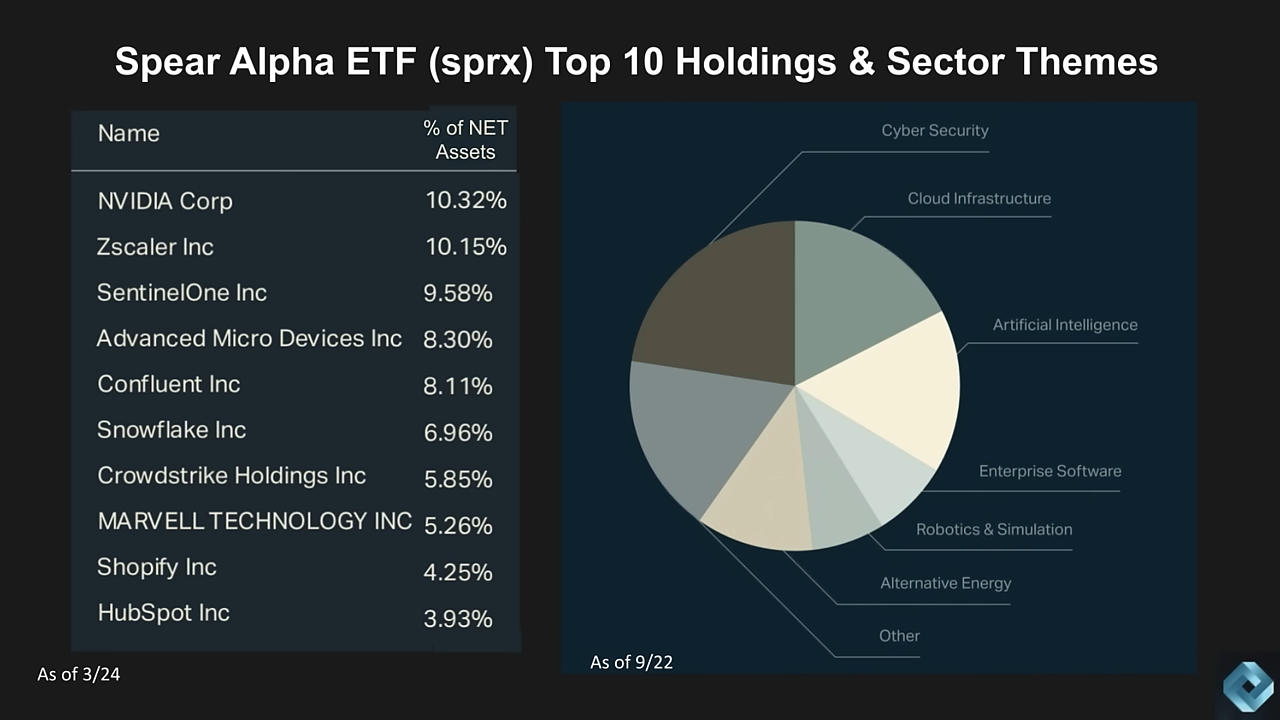 Spear Alpha ETF (sprx) Top 10 Holdings & Sector Themes
Name
% of NET
Assets
NVIDIA Corp 10.32%
Zscaler Inc 10.15%
SentinelOne Inc 9.58%
Advanced Micro Devices Inc 8.30%
Confluent Inc 8.11%
Snowflake Inc 6.96%
Crowdstrike Holdings Inc 5.85%
MARVELL TECHNOLOGY INC 5.26%
Shopify Inc 4.25%
HubSpot Inc 3.93%
As of 3/24
Cyber Security
Cloud Infrastructure
Artificial Intelligence
Enterprise Software
Robotics & Simulation
Alternative Energy
Other
As of 9/22